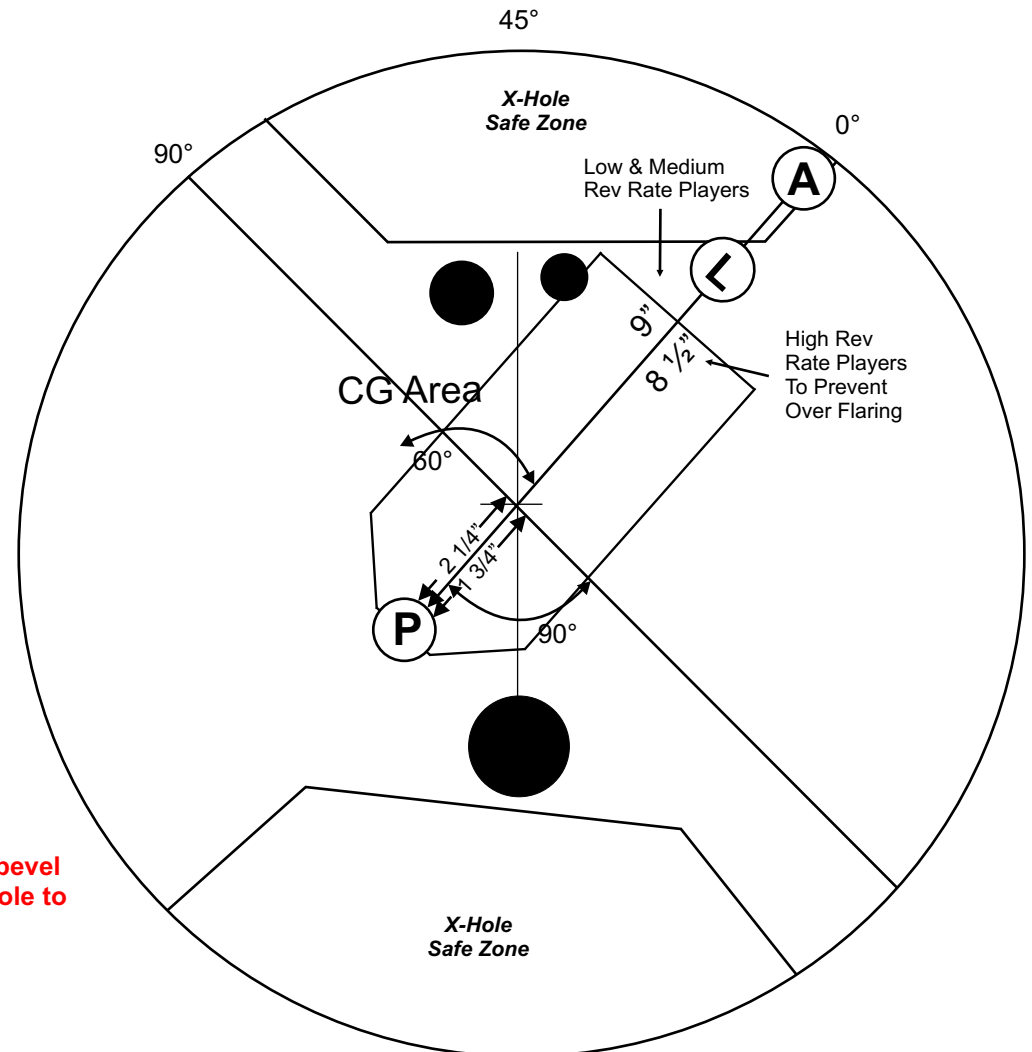 45°
X-Hole
Safe Zone
0°
90°
Low & Medium
Rev Rate Players
A
L
9”
8 ½”
High Rev
Rate Players
To Prevent
Over Flaring
CG Area
60°
2 1/4”
1 3/4”
P
90°
bevel
ole to
X-Hole
Safe Zone